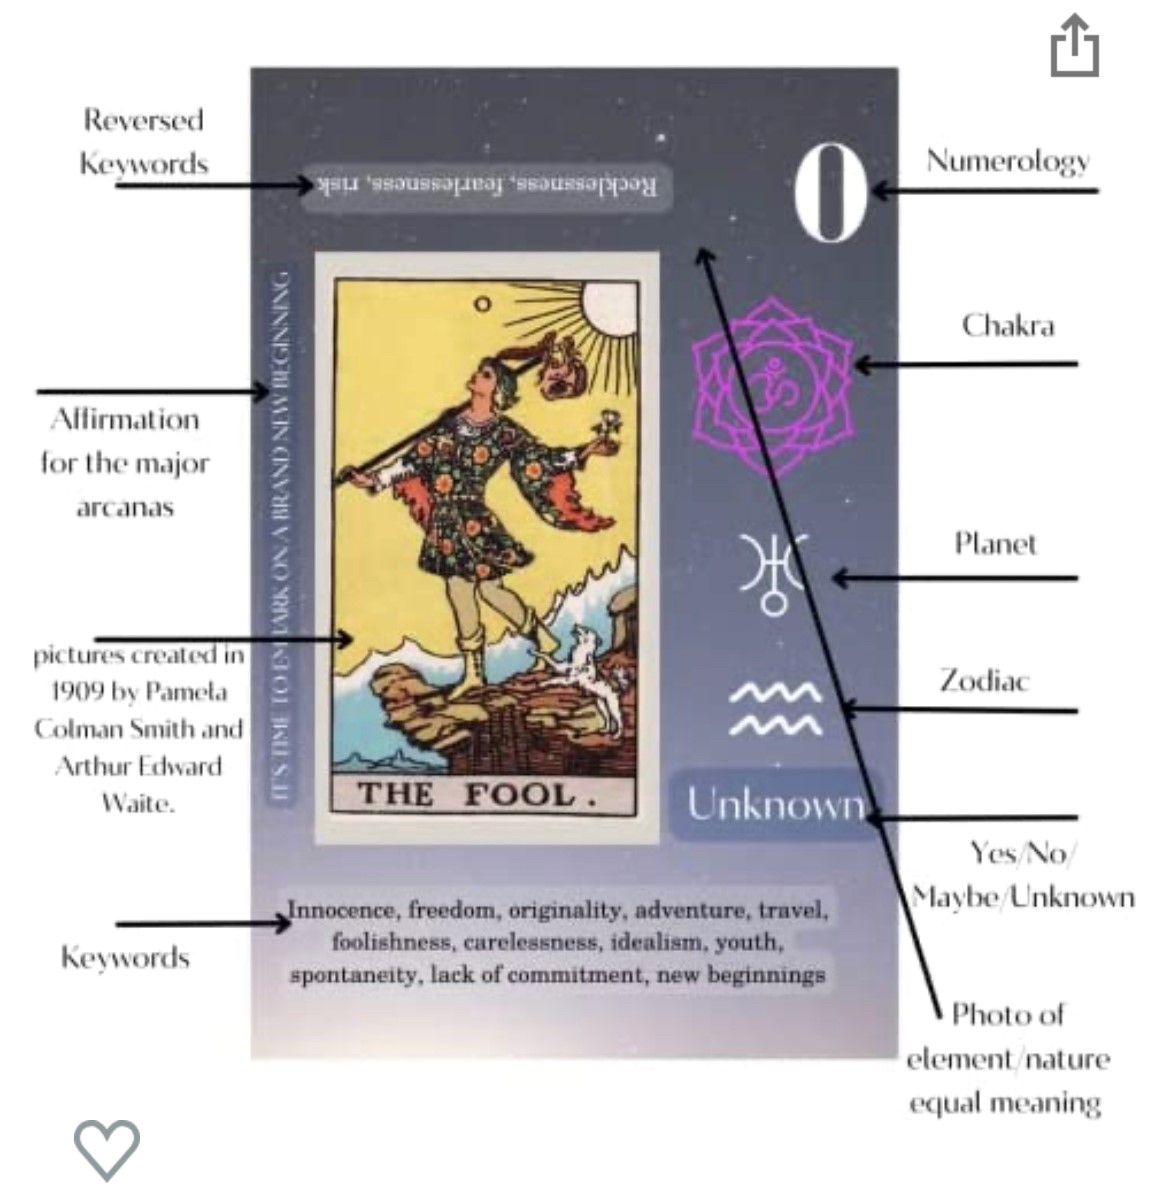 Reversed
Keywords
Recklessness, fearlessness, risk
0
Numerology
Chakra
IT'S TIME TO EMBARK ON A BRAND NEW BEGINNING
Affirmation
for the major
arcanas
O
Planet
pictures created in
1909 by Pamela
Colman Smith and
Arthur Edward
Waite.
Zodiac
THE FOOL.
Unknown
Yes/No/
Maybe/Unknown
Innocence, freedom, originality, adventure, travel,
foolishness, carelessness, idealism, youth,
spontaneity, lack of commitment, new beginnings
Keywords
Photo of
element/nature
equal meaning
ॐ